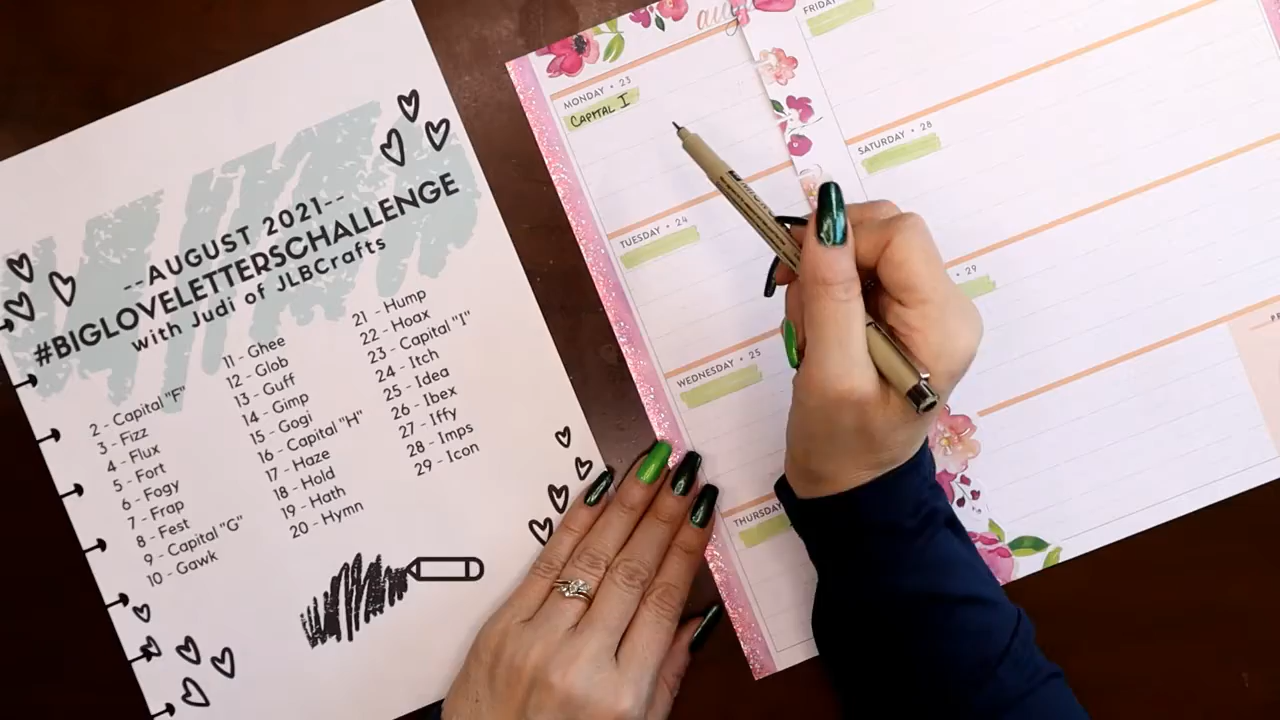 --AUGUST 2021--
#BIGLOVELETTERSCHALLENGE
with Judi of JLBCrafts
2 - Capital "F"
3 - Fizz
4 - Flux
5 - Fort
6 - Fogy
7 - Frap
8 - Fest
9 - Capital "G"
10 - Gawk
11 - Ghee
12 - Glob
13 - Guff
14 - Gimp
15 - Gogi
16 - Capital "H"
17 - Haze
18 - Hold
19 - Hath
20 - Hymn
21 - Hump
22 - Hoax
23 - Capital "I"
24 - Itch
25 - Idea
26 - Ibex
27 - Iffy
28 - Imps
29 - Icon
MONDAY • 23
CAPITAL I
TUESDAY • 24
WEDNESDAY • 25
THURSDAY
FRIDAY
SATURDAY • 28
• 29